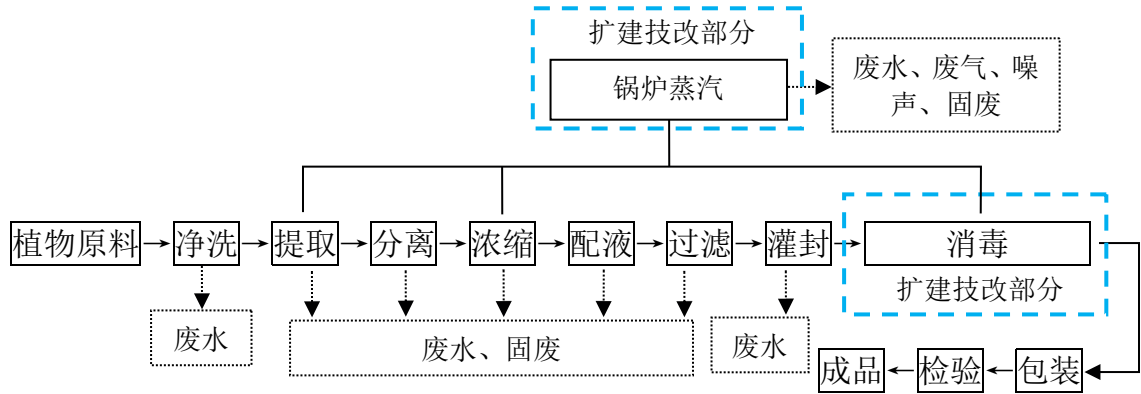 扩建技改部分
锅炉蒸汽
废水、废气、噪
声、固废
植物原料
净洗
提取
分离
浓缩
配液
过滤
灌封
消毒
扩建技改部分
废水
废水、固废
废水
成品
检验
包装